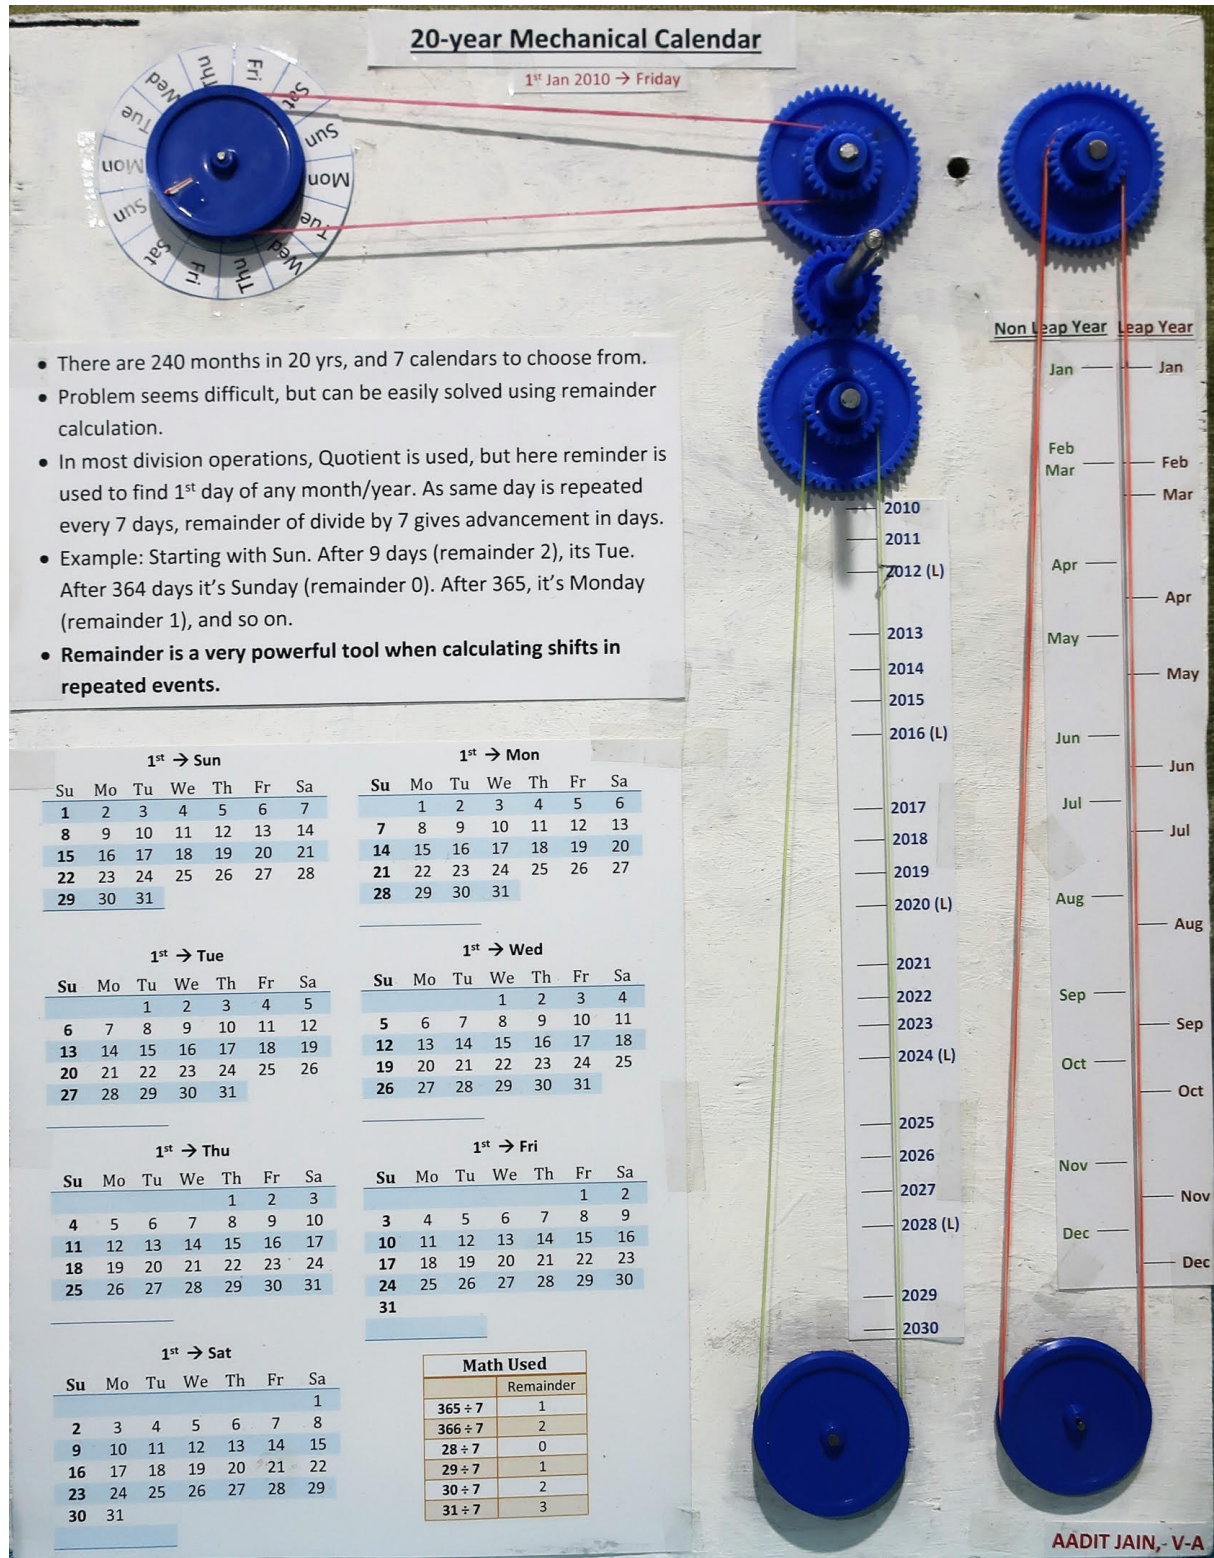 20-year Mechanical Calendar
1st Jan 2010 → Friday
Fri
Sat
Sun
Mon
Tue
Wed
Thu
Fri
Sat
Sun
Mon
Tue
Wed
Thu
• There are 240 months in 20 yrs, and 7 calendars to choose from.
• Problem seems difficult, but can be easily solved using remainder
calculation.
• In most division operations, Quotient is used, but here reminder is
used to find 1st day of any month/year. As same day is repeated
every 7 days, remainder of divide by 7 gives advancement in days.
• Example: Starting with Sun. After 9 days (remainder 2), its Tue.
After 364 days it's Sunday (remainder 0). After 365, it's Monday
(remainder 1), and so on.
• Remainder is a very powerful tool when calculating shifts in
repeated events.
1st → Sun
Su Mo Tu We Th Fr Sa
1 2 3 4 5 6 7
8 9 10 11 12 13 14
15 16 17 18 19 20 21
22 23 24 25 26 27 28
29 30 31
1st → Mon
Su Mo Tu We Th Fr Sa
1 2 3 4 5 6
7 8 9 10 11 12 13
14 15 16 17 18 19 20
21 22 23 24 25 26 27
28 29 30 31
1st → Tue
Su Mo Tu We Th Fr Sa
1 2 3 4 5
6 7 8 9 10 11 12
13 14 15 16 17 18 19
20 21 22 23 24 25 26
27 28 29 30 31
1st → Wed
Su Mo Tu We Th Fr Sa
1 2 3 4
5 6 7 8 9 10 11
12 13 14 15 16 17 18
19 20 21 22 23 24 25
26 27 28 29 30 31
1st → Thu
Su Mo Tu We Th Fr Sa
1 2 3
4 5 6 7 8 9 10
11 12 13 14 15 16 17
18 19 20 21 22 23 24
25 26 27 28 29 30 31
1st → Fri
Su Mo Tu We Th Fr Sa
1 2
3 4 5 6 7 8 9
10 11 12 13 14 15 16
17 18 19 20 21 22 23
24 25 26 27 28 29 30
31
1st → Sat
Su Mo Tu We Th Fr Sa
1
2 3 4 5 6 7 8
9 10 11 12 13 14 15
16 17 18 19 20 21 22
23 24 25 26 27 28 29
30 31
Math Used
Remainder
365 ÷ 7 1
366 ÷ 7 2
28 ÷ 7 0
29 ÷ 7 1
30 ÷ 7 2
31 ÷ 7 3
2010
2011
2012 (L)
2013
2014
2015
2016 (L)
2017
2018
2019
2020 (L)
2021
2022
2023
2024 (L)
2025
2026
2027
2028 (L)
2029
2030
Non Leap Year
Jan
Feb
Mar
Apr
May
Jun
Jul
Aug
Sep
Oct
Nov
Dec
Leap Year
Jan
Feb
Mar
Apr
May
Jun
Jul
Aug
Sep
Oct
Nov
Dec
AADIT JAIN,- V-A